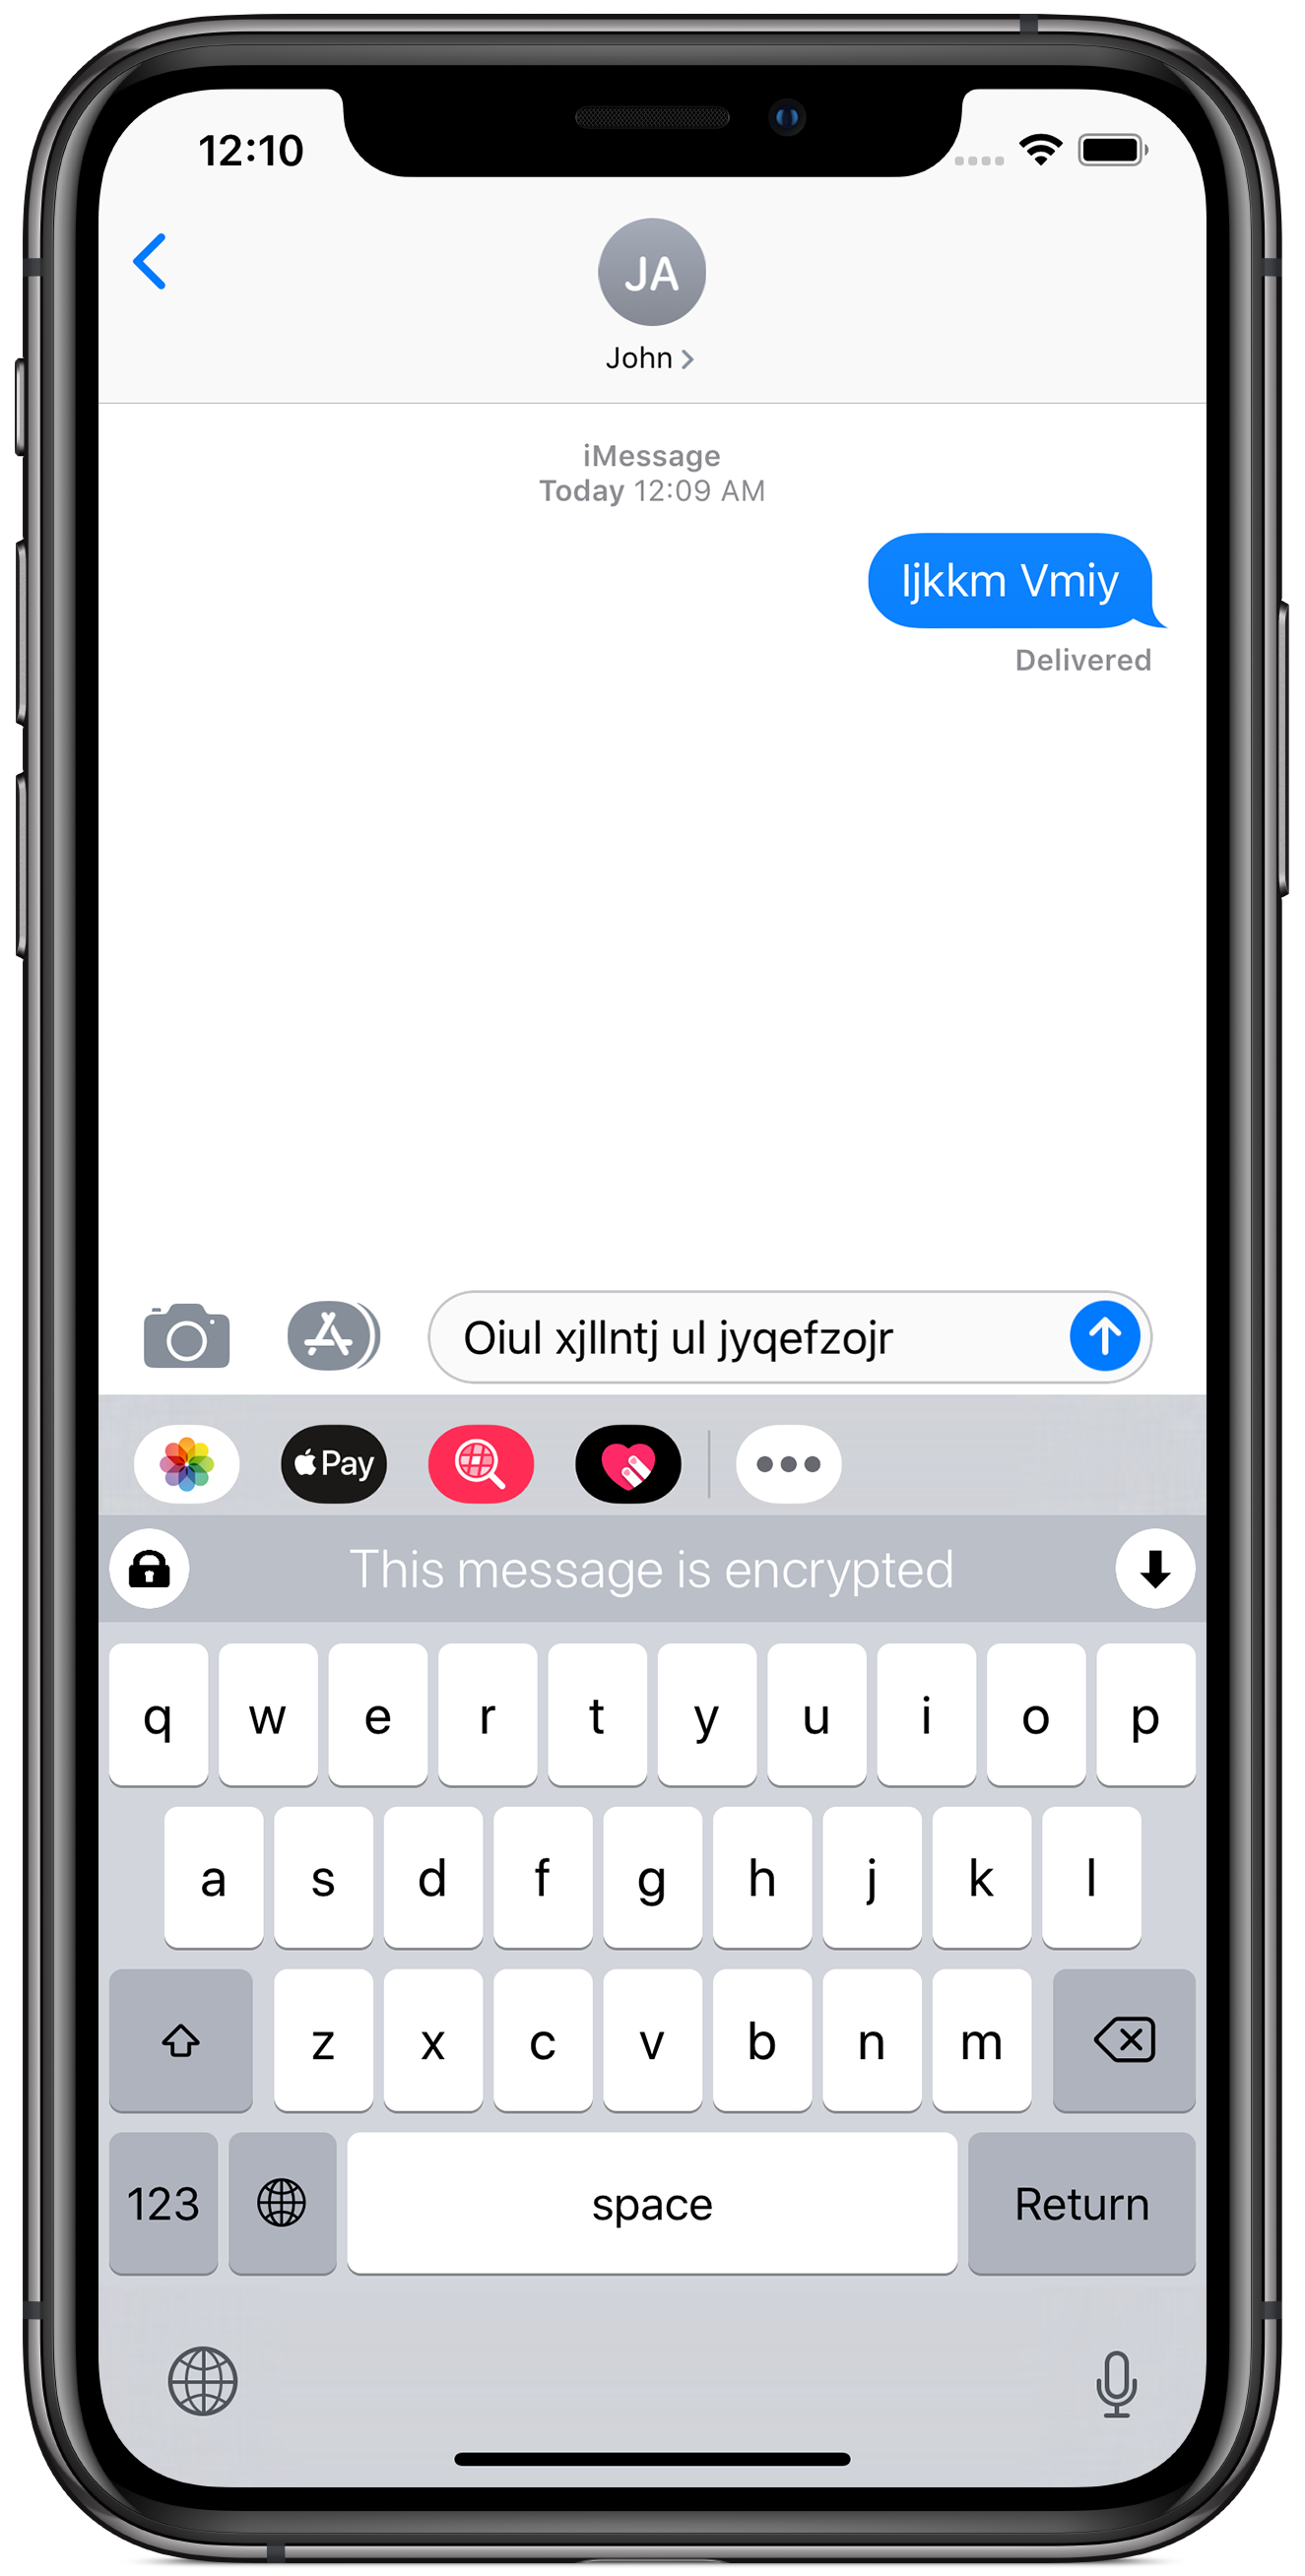 12:10
JA
John
iMessage
Today 12:09 AM
Ijkkm Vmiy
Delivered
Oiul xjllntj ul jyqefzojr
Pay
This message is encrypted
q w e r t y u i o p
a s d f g h j k l
z x c v b n m
123 space Return